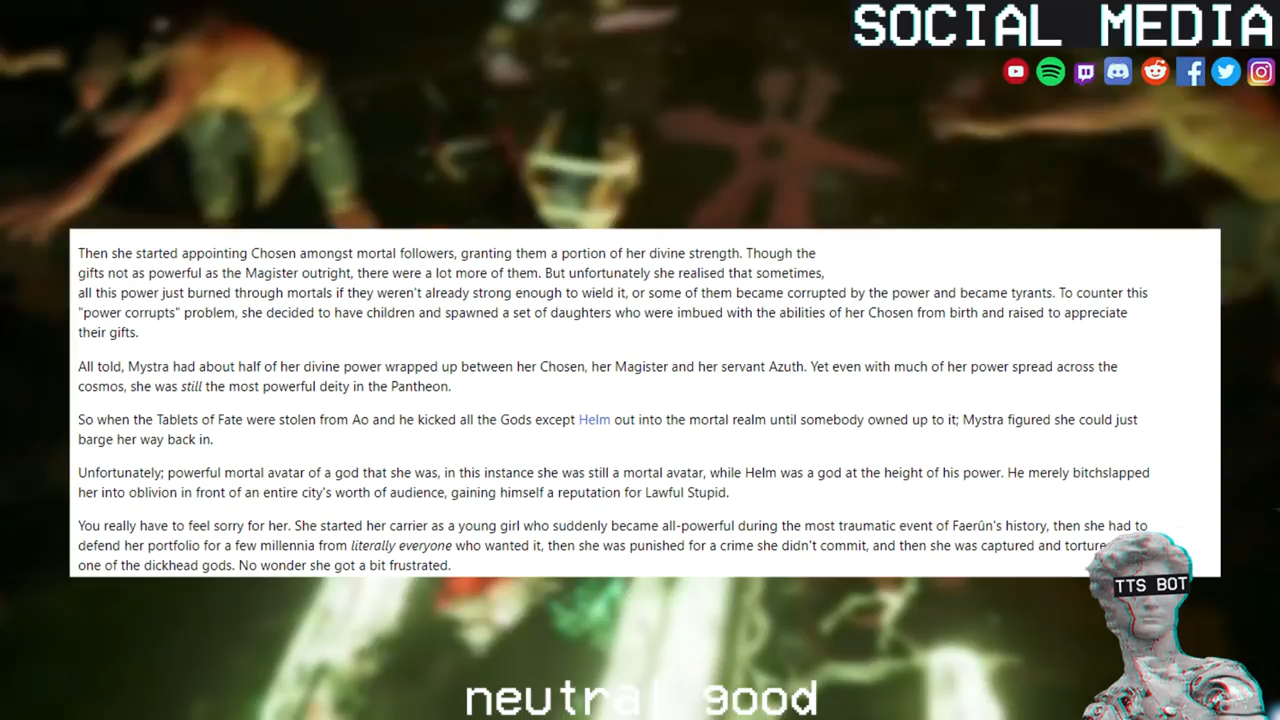 SOCIAL MEDIA
Then she started appointing Chosen amongst mortal followers, granting them a portion of her divine strength. Though the
gifts not as powerful as the Magister outright, there were a lot more of them. But unfortunately she realised that sometimes,
all this power just burned through mortals if they weren't already strong enough to wield it, or some of them became corrupted by the power and became tyrants. To counter this
"power corrupts" problem, she decided to have children and spawned a set of daughters who were imbued with the abilities of her Chosen from birth and raised to appreciate
their gifts.
All told, Mystra had about half of her divine power wrapped up between her Chosen, her Magister and her servant Azuth. Yet even with much of her power spread across the
cosmos, she was still the most powerful deity in the Pantheon.
So when the Tablets of Fate were stolen from Ao and he kicked all the Gods except Helm out into the mortal realm until somebody owned up to it; Mystra figured she could just
barge her way back in.
Unfortunately; powerful mortal avatar of a god that she was, in this instance she was still a mortal avatar, while Helm was a god at the height of his power. He merely bitchslapped
her into oblivion in front of an entire city's worth of audience, gaining himself a reputation for Lawful Stupid.
You really have to feel sorry for her. She started her carrier as a young girl who suddenly became all-powerful during the most traumatic event of Faerûn's history, then she had to
defend her portfolio for a few millennia from literally everyone who wanted it, then she was punished for a crime she didn't commit, and then she was captured and torture
one of the dickhead gods. No wonder she got a bit frustrated.
TTS BOT
neutral good